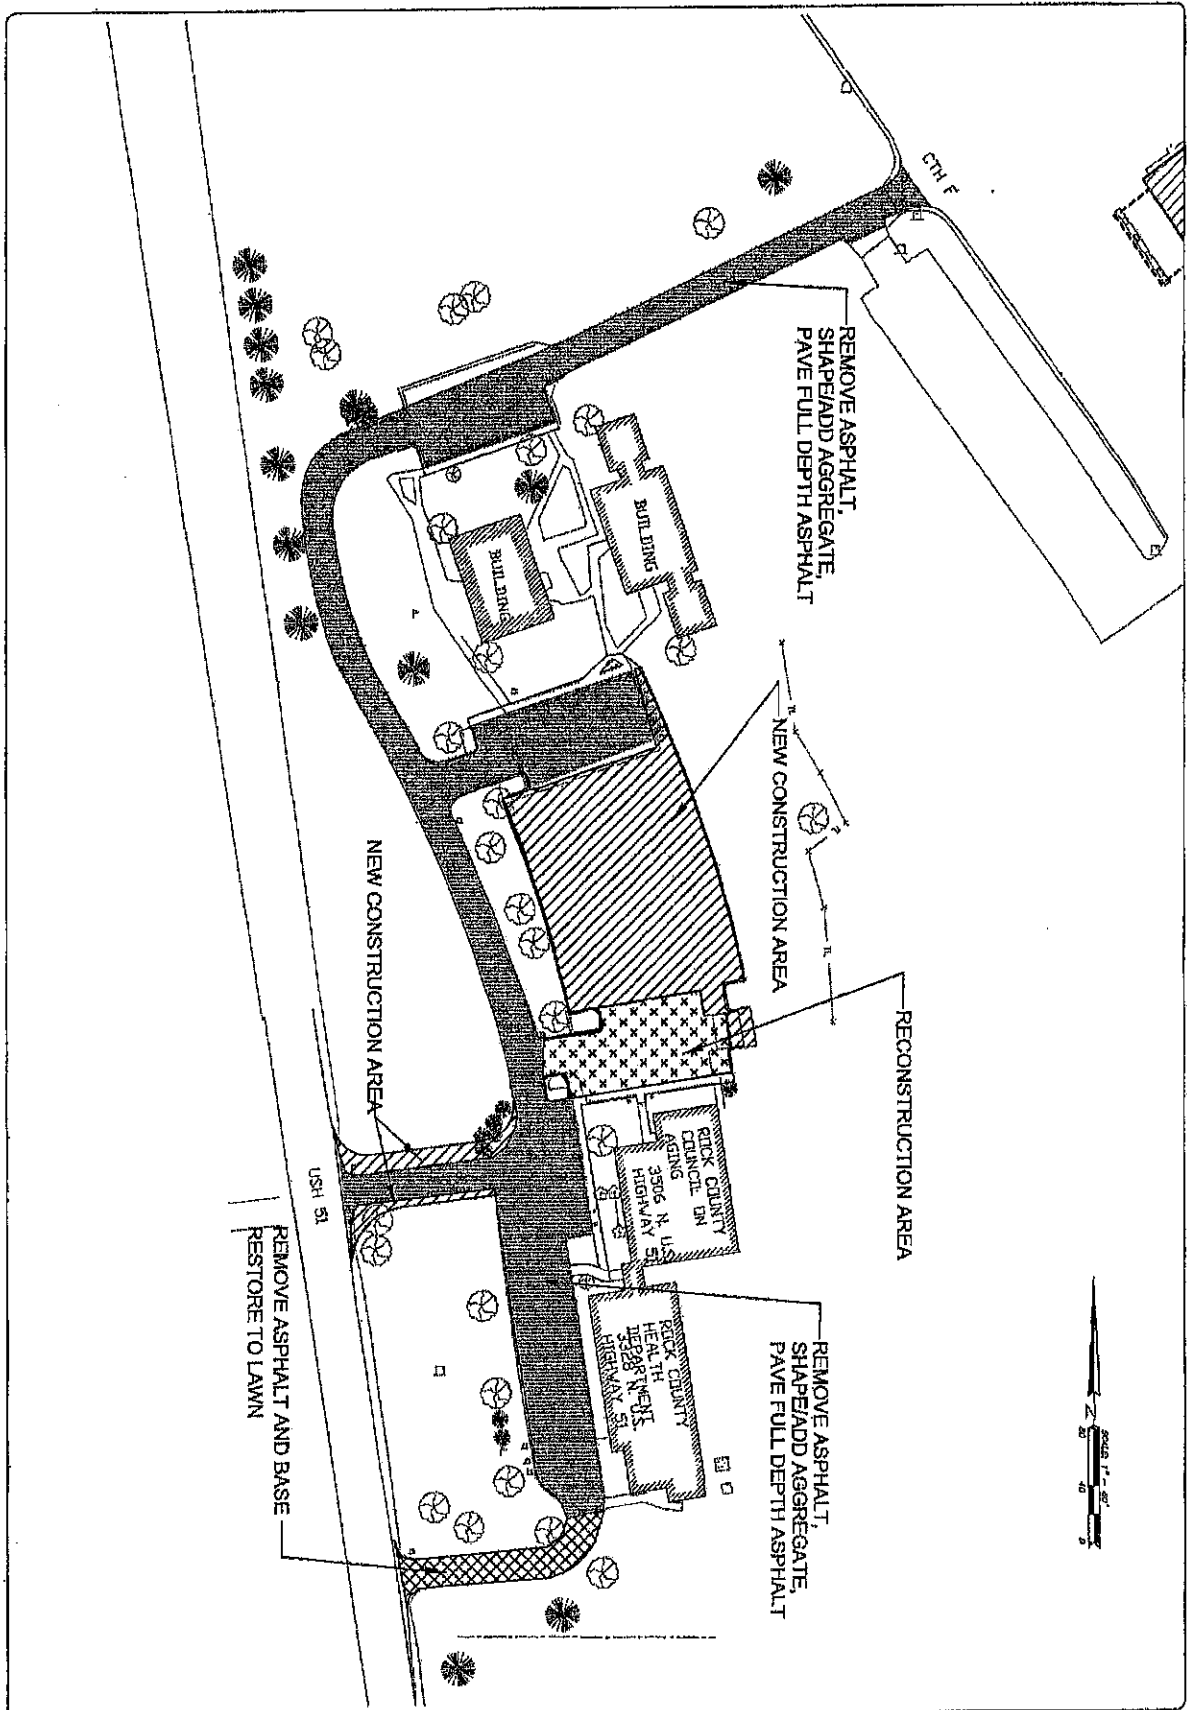 CTH F
REMOVE ASPHALT,
SHAPE/ADD AGGREGATE,
PAVE FULL DEPTH ASPHALT
BUILDING
BUILDING
NEW CONSTRUCTION AREA
RECONSTRUCTION AREA
NEW CONSTRUCTION AREA
ROCK COUNTY
COUNCIL ON
AGING
3506 N. US
HIGHWAY 51
ROCK COUNTY
HEALTH
DEPARTMENT
3328 N. U.S.
HIGHWAY 51
REMOVE ASPHALT,
SHAPE/ADD AGGREGATE,
PAVE FULL DEPTH ASPHALT
USH 51
REMOVE ASPHALT AND BASE
RESTORE TO LAWN
N